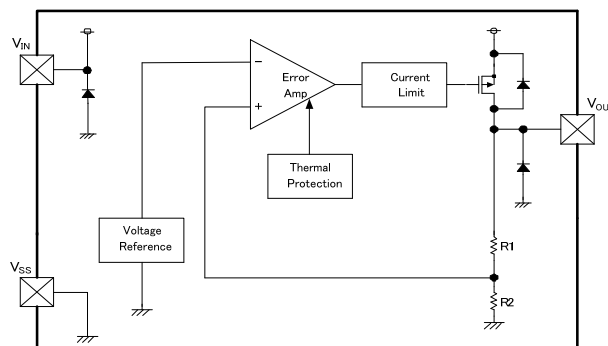 VIN
−
Error
Amp
+
Current
Limit
VOU
Thermal
Protection
Voltage
Reference
R1
VSS
R2